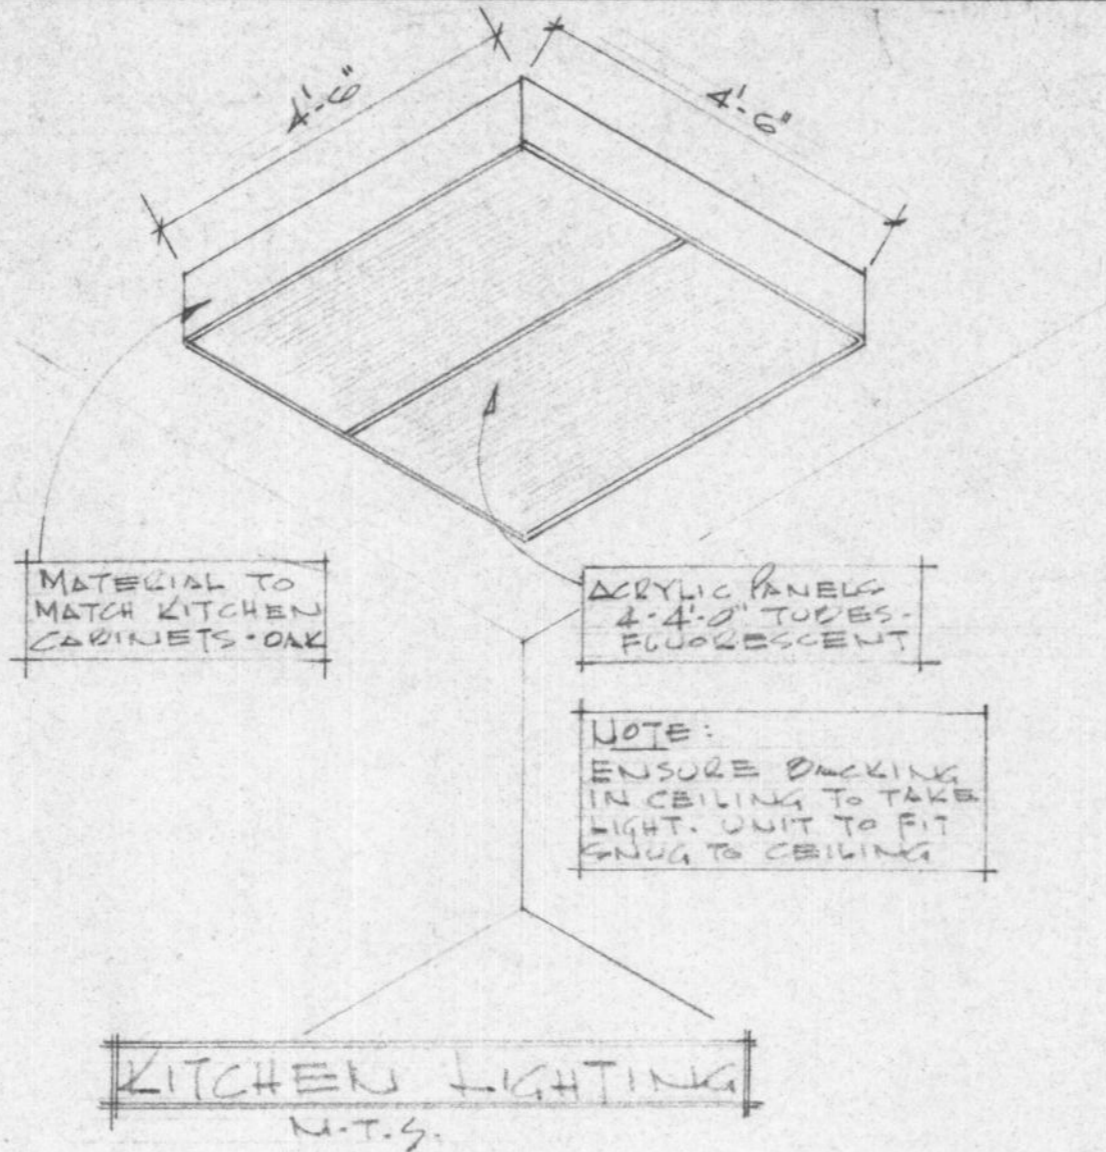 4'-6"
4'-6"
MATERIAL TO
MATCH KITCHEN
CABINETS - OAK
ACRYLIC PANELS
4-4'-0" TUBES -
FLUORESCENT
NOTE:
ENSURE BACKING
IN CEILING TO TAKE
LIGHT. UNIT TO FIT
SNUG TO CEILING
KITCHEN LIGHTING
N.T.S.